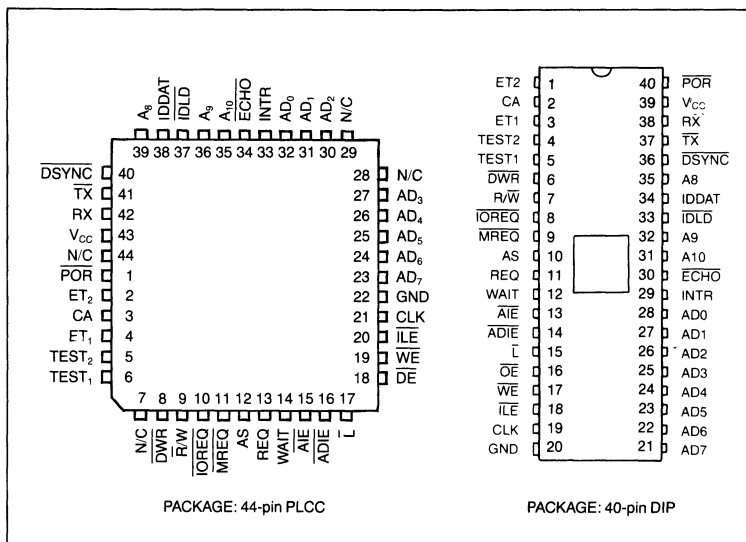 A₈ IDDAT IDLD A₉ A₁₀ ECHO INTR AD₀ AD₁ AD₂ N/C
39 38 37 36 35 34 33 32 31 30 29
DSYNC 40
TX 41
RX 42
VCC 43
N/C 44
POR 1
ET₂ 2
CA 3
ET₁ 4
TEST₂ 5
TEST₁ 6
28 N/C
27 AD₃
26 AD₄
25 AD₅
24 AD₆
23 AD₇
22 GND
21 CLK
20 ILE
19 WE
18 DE
7 8 9 10 11 12 13 14 15 16 17
N/C DWR R/W IOREQ MREQ AS REQ WAIT AIE ADIE L
PACKAGE: 44-pin PLCC
ET2 1 40 POR
CA 2 39 VCC
ET1 3 38 RX
TEST2 4 37 TX
TEST1 5 36 DSYNC
DWR 6 35 A8
R/W 7 34 IDDAT
IOREQ 8 33 IDLD
MREQ 9 32 A9
AS 10 31 A10
REQ 11 30 ECHO
WAIT 12 29 INTR
AIE 13 28 AD0
ADIE 14 27 AD1
L 15 26 AD2
OE 16 25 AD3
WE 17 24 AD4
ILE 18 23 AD5
CLK 19 22 AD6
GND 20 21 AD7
PACKAGE: 40-pin DIP